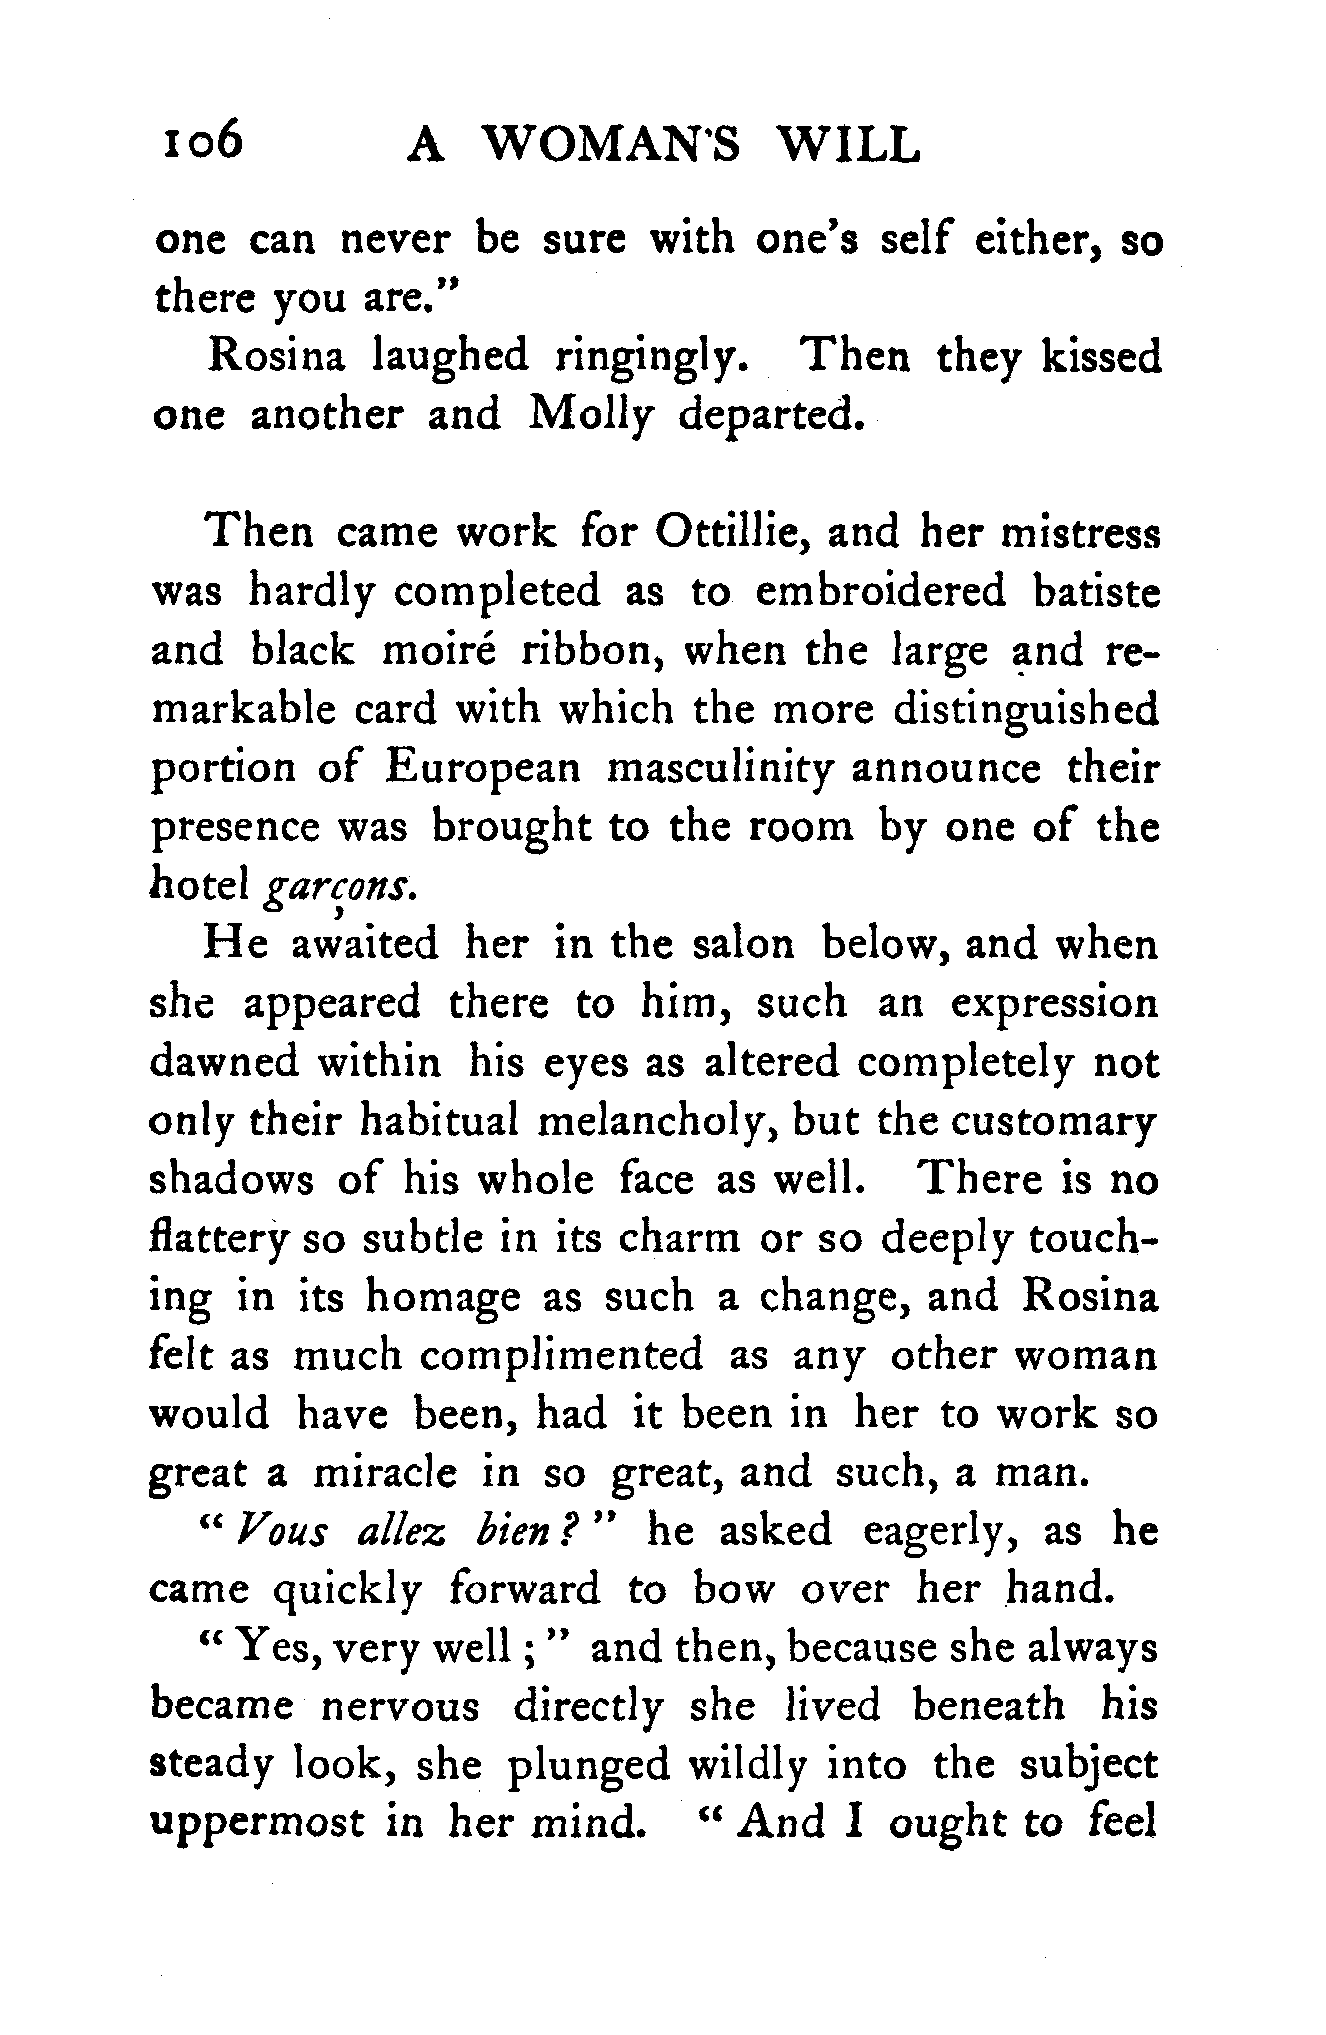 106 A WOMAN'S WILL
one can never be sure with one's self either, so
there you are."
Rosina laughed ringingly. Then they kissed
one another and Molly departed.
Then came work for Ottillie, and her mistress
was hardly completed as to embroidered batiste
and black moiré ribbon, when the large and re-
markable card with which the more distinguished
portion of European masculinity announce their
presence was brought to the room by one of the
hotel garçons.
He awaited her in the salon below, and when
she appeared there to him, such an expression
dawned within his eyes as altered completely not
only their habitual melancholy, but the customary
shadows of his whole face as well. There is no
flattery so subtle in its charm or so deeply touch-
ing in its homage as such a change, and Rosina
felt as much complimented as any other woman
would have been, had it been in her to work so
great a miracle in so great, and such, a man.
"Vous allez bien?" he asked eagerly, as he
came quickly forward to bow over her hand.
"Yes, very well;" and then, because she always
became nervous directly she lived beneath his
steady look, she plunged wildly into the subject
uppermost in her mind. "And I ought to feel